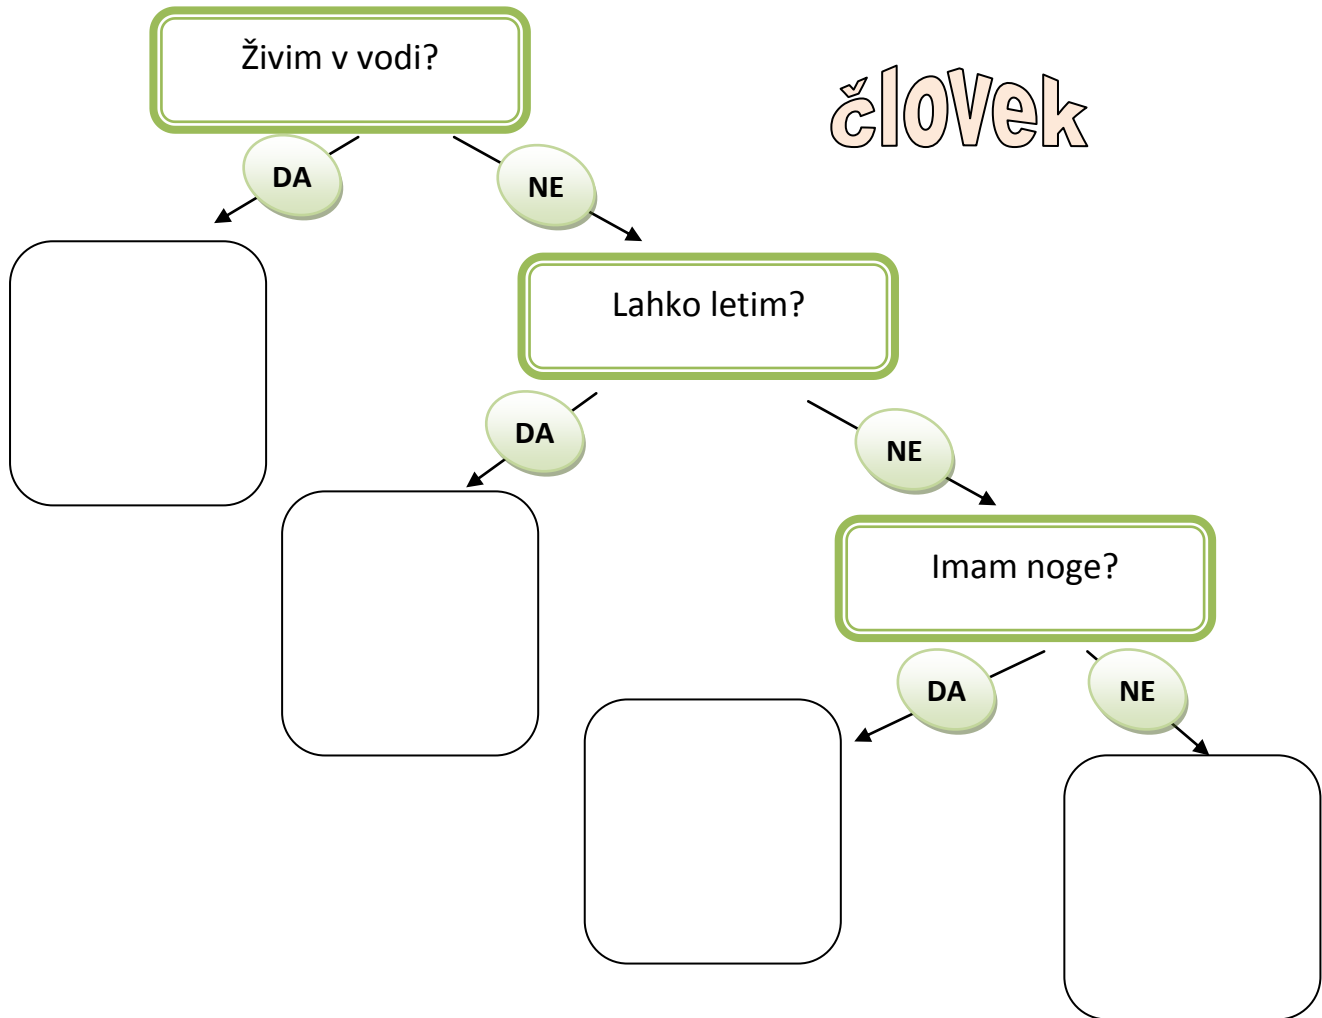 Živim v vodi?
človek
DA
NE
Lahko letim?
DA
NE
Imam noge?
DA
NE